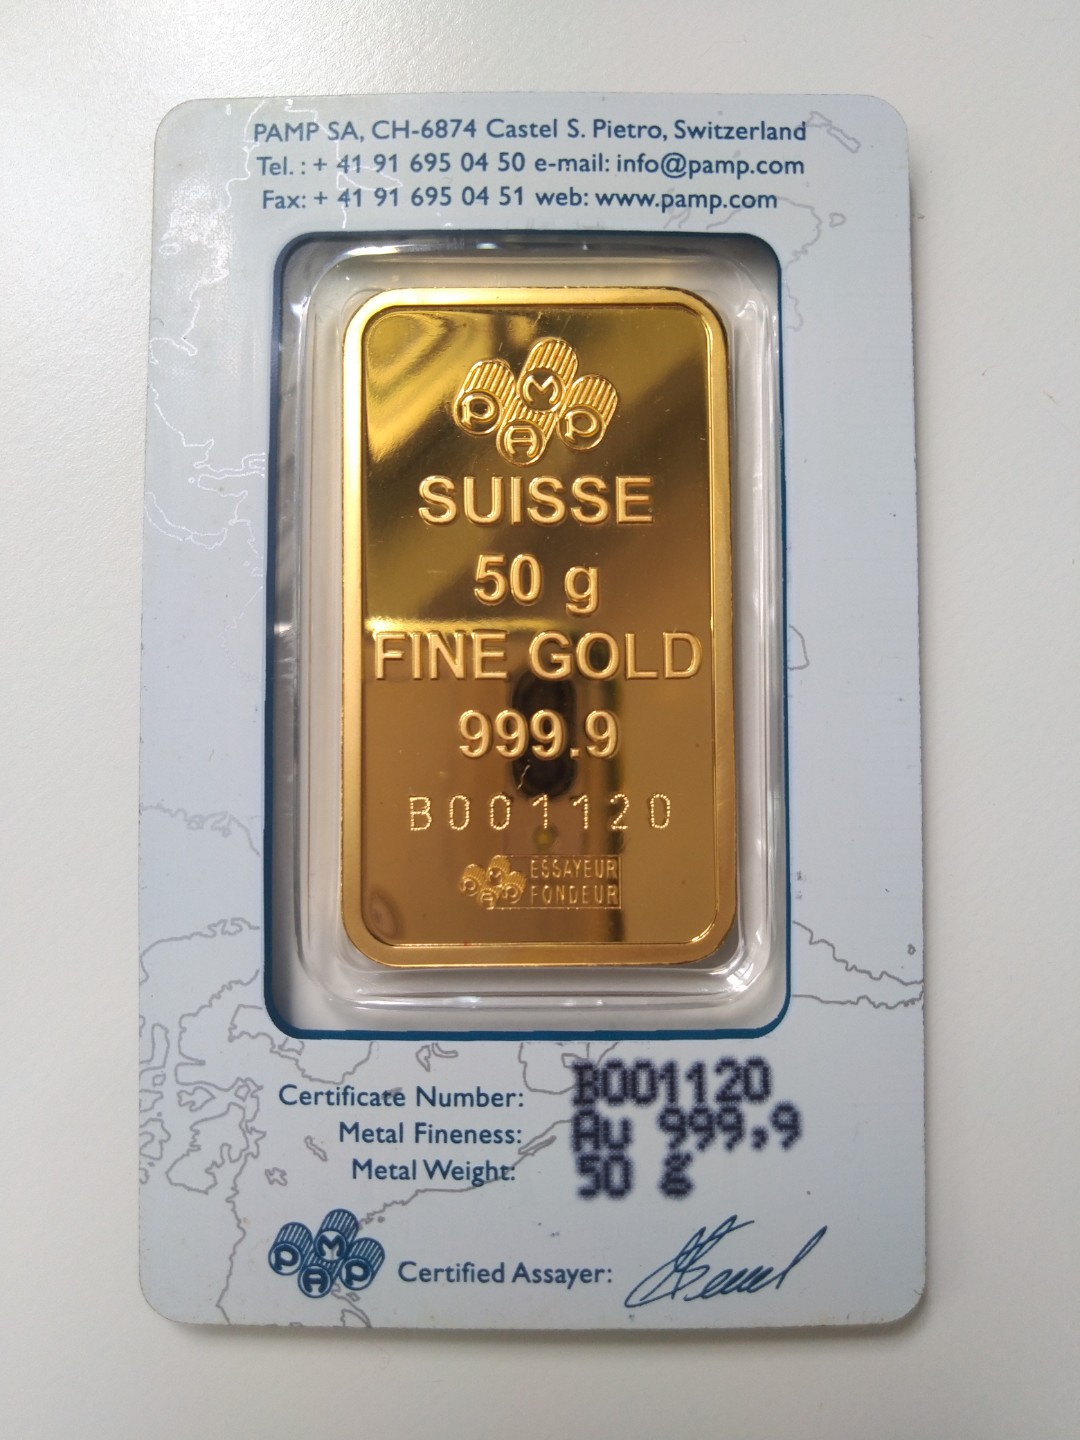 PAMP SA, CH-6874 Castel S. Pietro, Switzerland
Tel. : + 41 91 695 04 50 e-mail: info@pamp.com
Fax: + 41 91 695 04 51 web: www.pamp.com
PAMP
SUISSE
50 g
FINE GOLD
999.9
B001120
PAMP ESSAYEUR
FONDEUR
Certificate Number: B001120
Metal Fineness: Au 999,9
Metal Weight: 50 g
PAMP Certified Assayer: